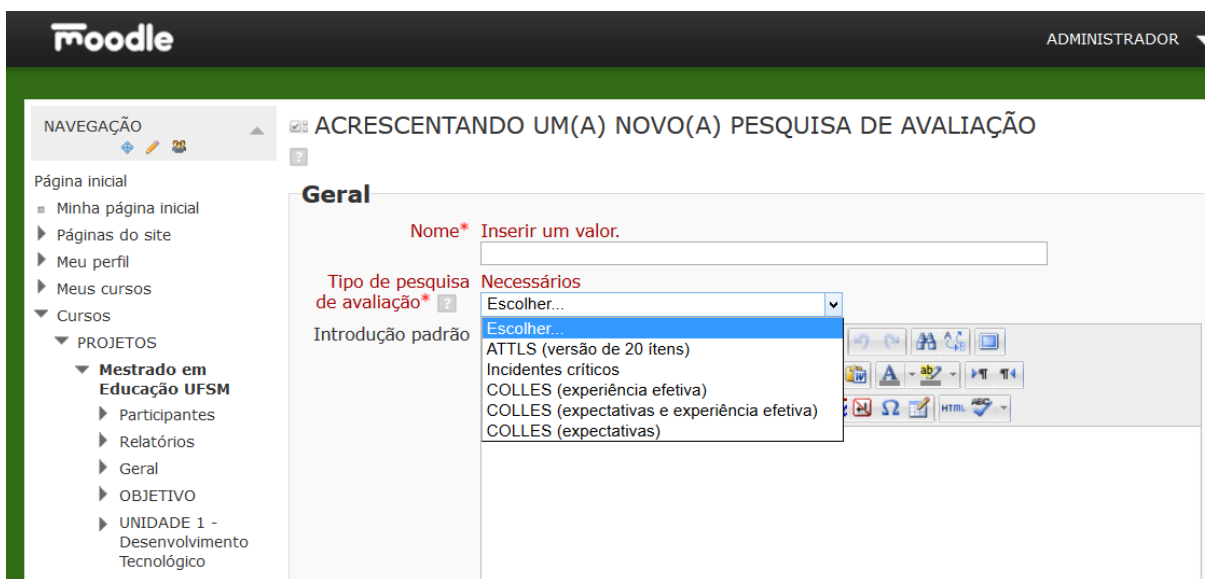 moodle
ADMINISTRADOR
NAVEGAÇÃO
Página inicial
Minha página inicial
Páginas do site
Meu perfil
Meus cursos
Cursos
PROJETOS
Mestrado em
Educação UFSM
Participantes
Relatórios
Geral
OBJETIVO
UNIDADE 1 -
Desenvolvimento
Tecnológico
ACRESCENTANDO UM(A) NOVO(A) PESQUISA DE AVALIAÇÃO
?
Geral
Nome* Inserir um valor.
Tipo de pesquisa Necessários
de avaliação* ? Escolher...
Introdução padrão Escolher...
ATTLS (versão de 20 ítens)
Incidentes críticos
COLLES (experiência efetiva)
COLLES (expectativas e experiência efetiva)
COLLES (expectativas)
HTML